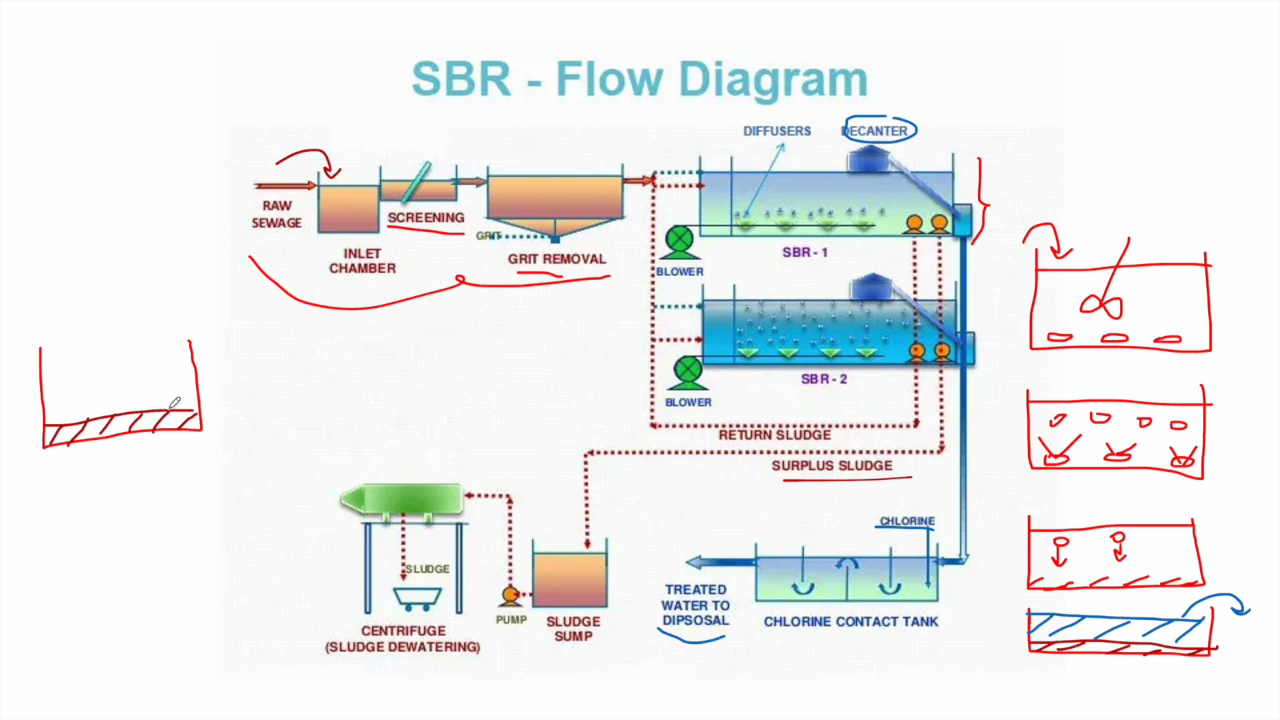 SBR - Flow Diagram
DIFFUSERS
DECANTER
RAW
SEWAGE
SCREENING
INLET
CHAMBER
GRIT
GRIT REMOVAL
BLOWER
SBR - 1
BLOWER
SBR - 2
RETURN SLUDGE
SURPLUS SLUDGE
CHLORINE
SLUDGE
TREATED
WATER TO
DIPSOSAL
PUMP
SLUDGE
SUMP
CHLORINE CONTACT TANK
CENTRIFUGE
(SLUDGE DEWATERING)